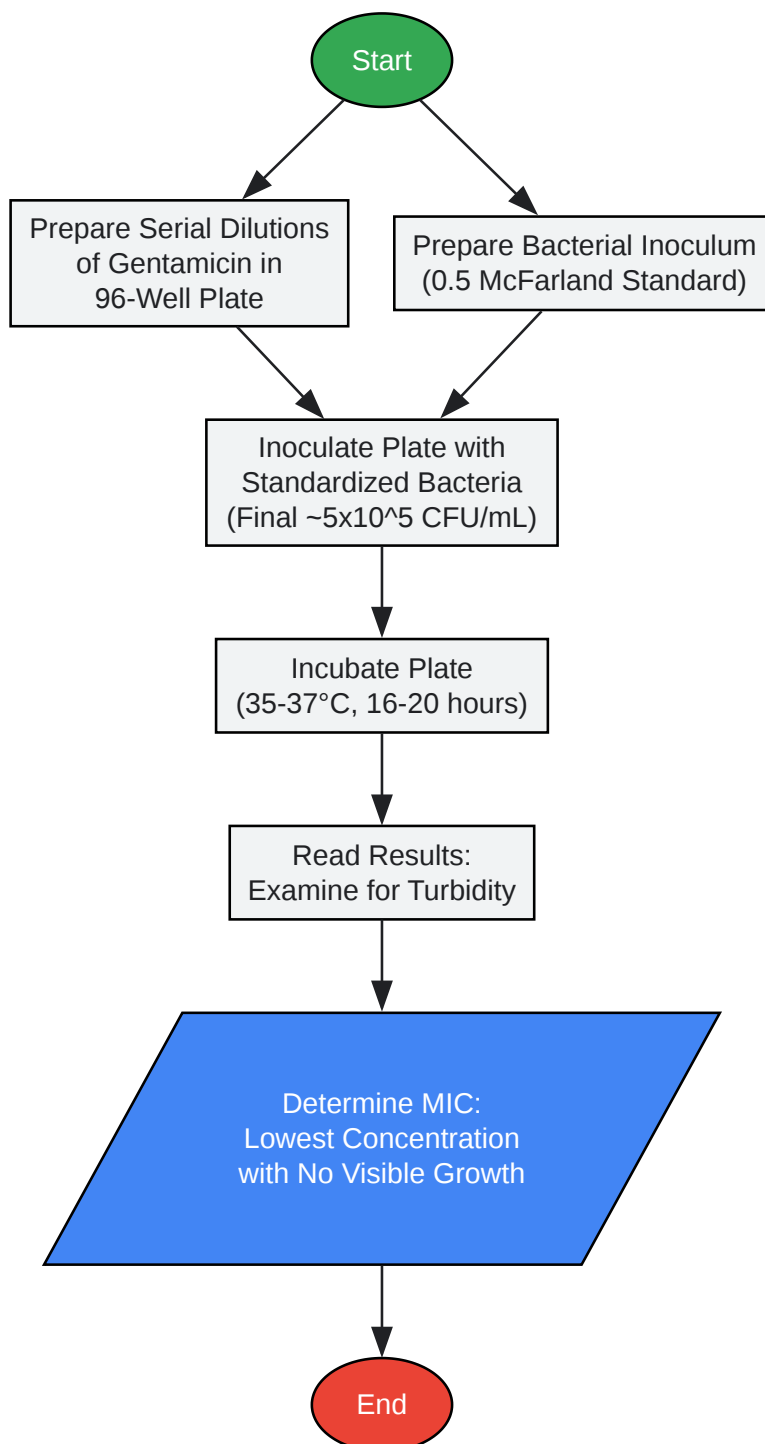 Start
Prepare Serial Dilutions
of Gentamicin in
96-Well Plate
Prepare Bacterial Inoculum
(0.5 McFarland Standard)
Inoculate Plate with
Standardized Bacteria
(Final ~5x10^5 CFU/mL)
Incubate Plate
(35-37°C, 16-20 hours)
Read Results:
Examine for Turbidity
Determine MIC:
Lowest Concentration
with No Visible Growth
End